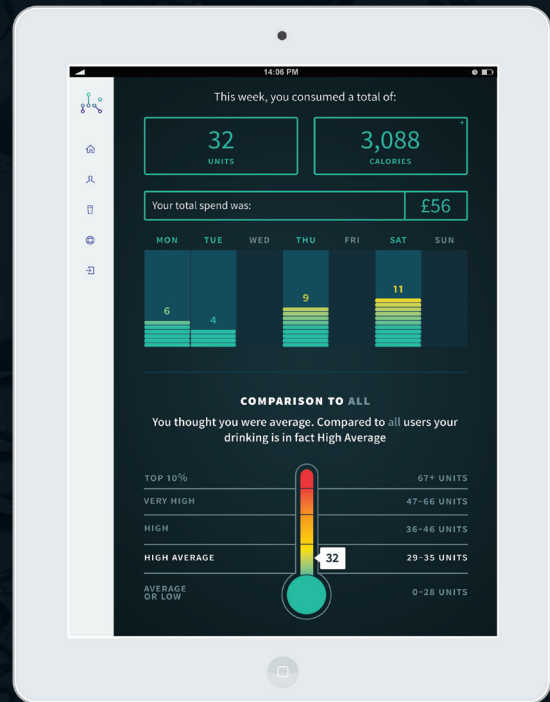 14:06 PM
This week, you consumed a total of:
32
UNITS
3,088
CALORIES
+
Your total spend was:
£56
MON TUE WED THU FRI SAT SUN
6
4
9
11
COMPARISON TO ALL
You thought you were average. Compared to all users your
drinking is in fact High Average
TOP 10% 67+ UNITS
VERY HIGH 47–66 UNITS
HIGH 36–46 UNITS
HIGH AVERAGE 32 29–35 UNITS
AVERAGE
OR LOW 0–28 UNITS